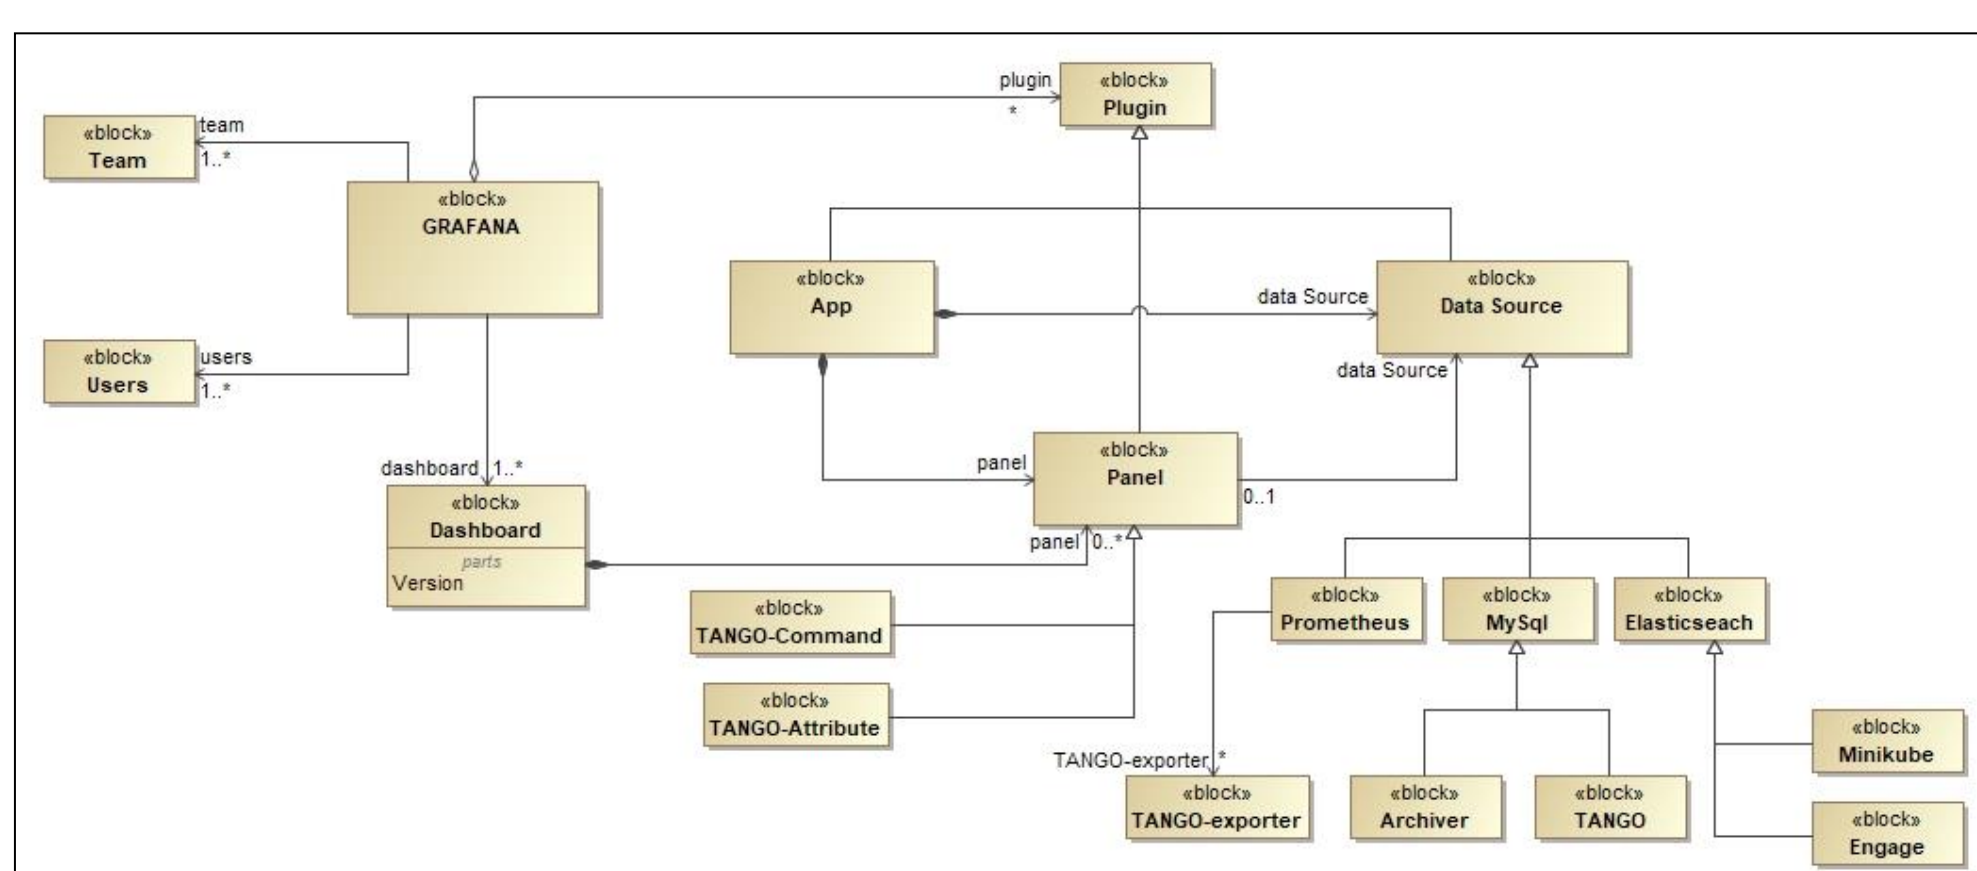 plugin
*
«block»
Plugin
«block»
Team
team
1..*
«block»
GRAFANA
«block»
Users
users
1..*
«block»
App
data Source
«block»
Data Source
data Source
dashboard 1..*
«block»
Dashboard
parts
Version
panel
«block»
Panel
0..1
panel 0..*
«block»
TANGO-Command
«block»
TANGO-Attribute
«block»
Prometheus
«block»
MySql
«block»
Elasticseach
TANGO-exporter *
«block»
TANGO-exporter
«block»
Archiver
«block»
TANGO
«block»
Minikube
«block»
Engage